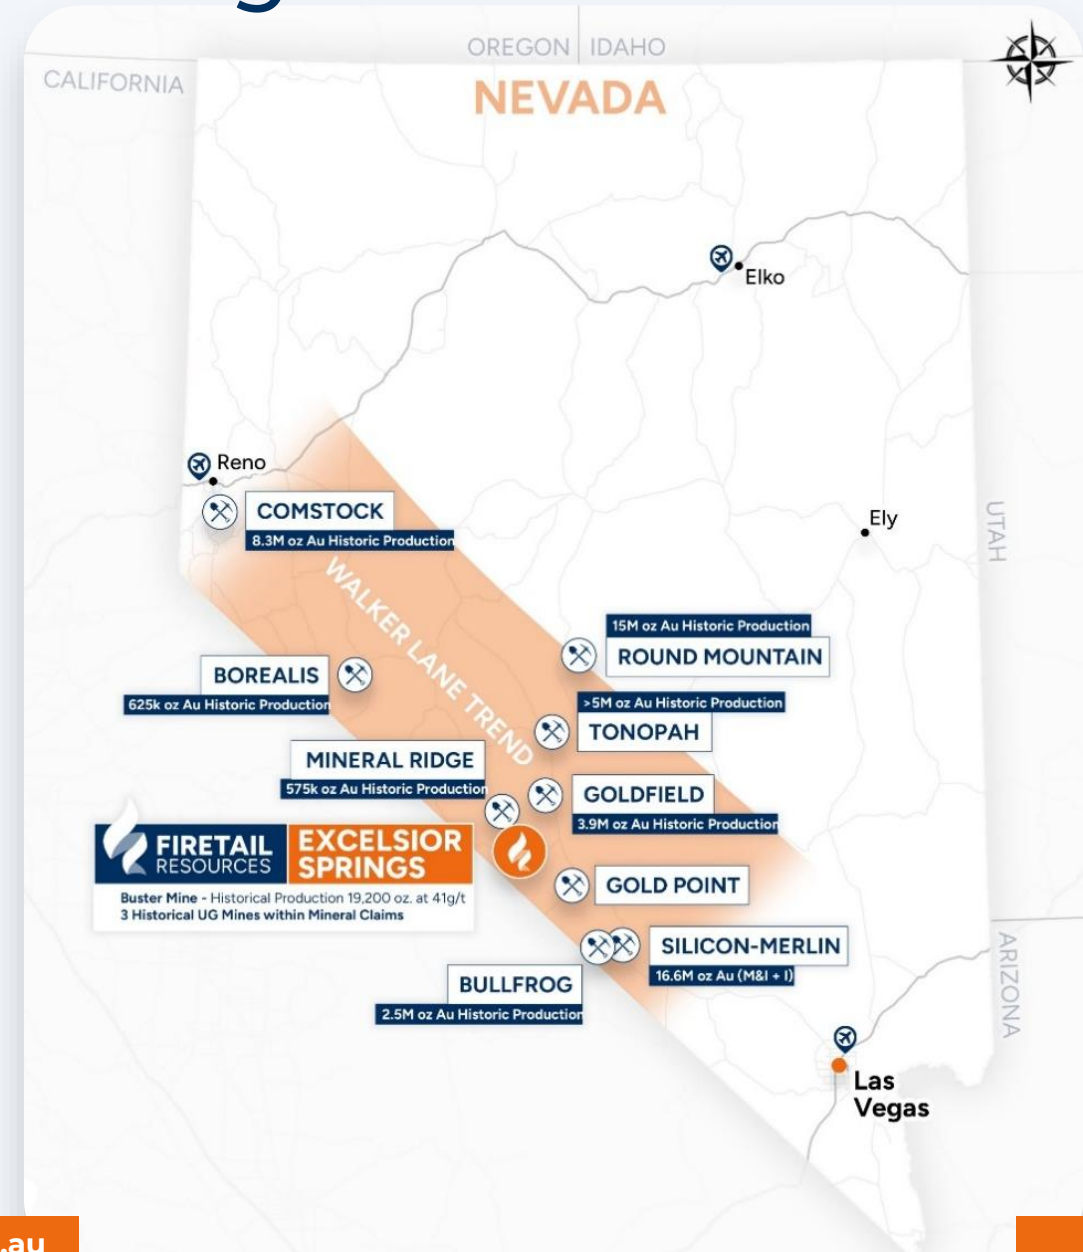 OREGON | IDAHO
CALIFORNIA
NEVADA
Elko
Reno
COMSTOCK
8.3M oz Au Historic Production
Ely
UTAH
WALKER LANE TREND
15M oz Au Historic Production
ROUND MOUNTAIN
BOREALIS
625k oz Au Historic Production
>5M oz Au Historic Production
TONOPAH
MINERAL RIDGE
575k oz Au Historic Production
GOLDFIELD
3.9M oz Au Historic Production
FIRETAIL
RESOURCES
EXCELSIOR
SPRINGS
Buster Mine - Historical Production 19,200 oz. at 41g/t
3 Historical UG Mines within Mineral Claims
GOLD POINT
SILICON-MERLIN
16.6M oz Au (M&I + I)
BULLFROG
2.5M oz Au Historic Production
ARIZONA
Las
Vegas
.au